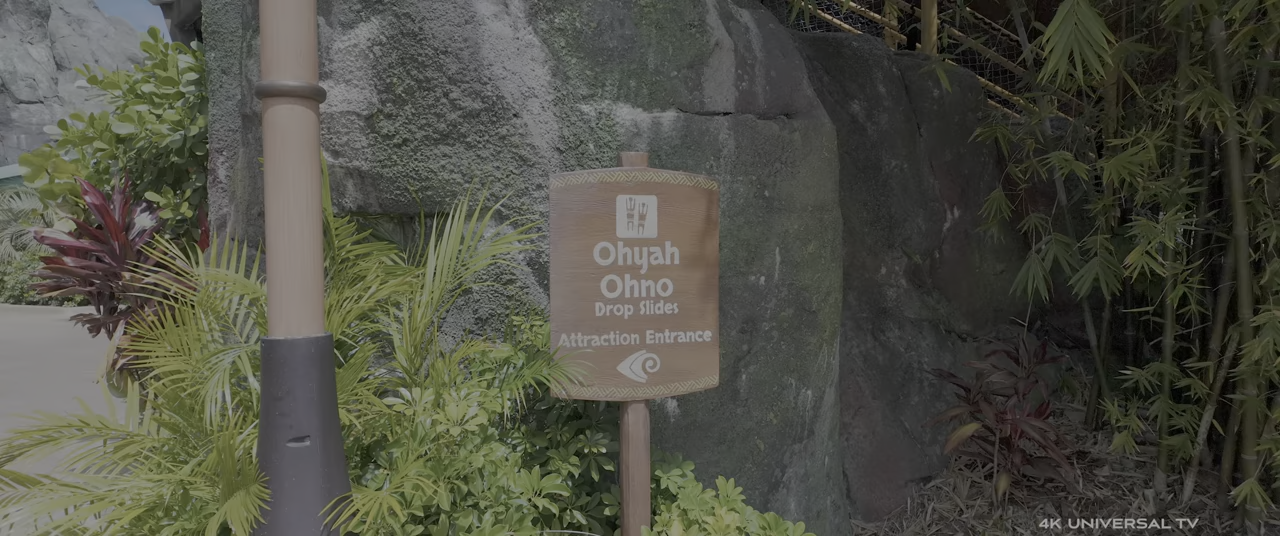 Ohyah
Ohno
Drop Slides
Attraction Entrance
4K UNIVERSAL TV